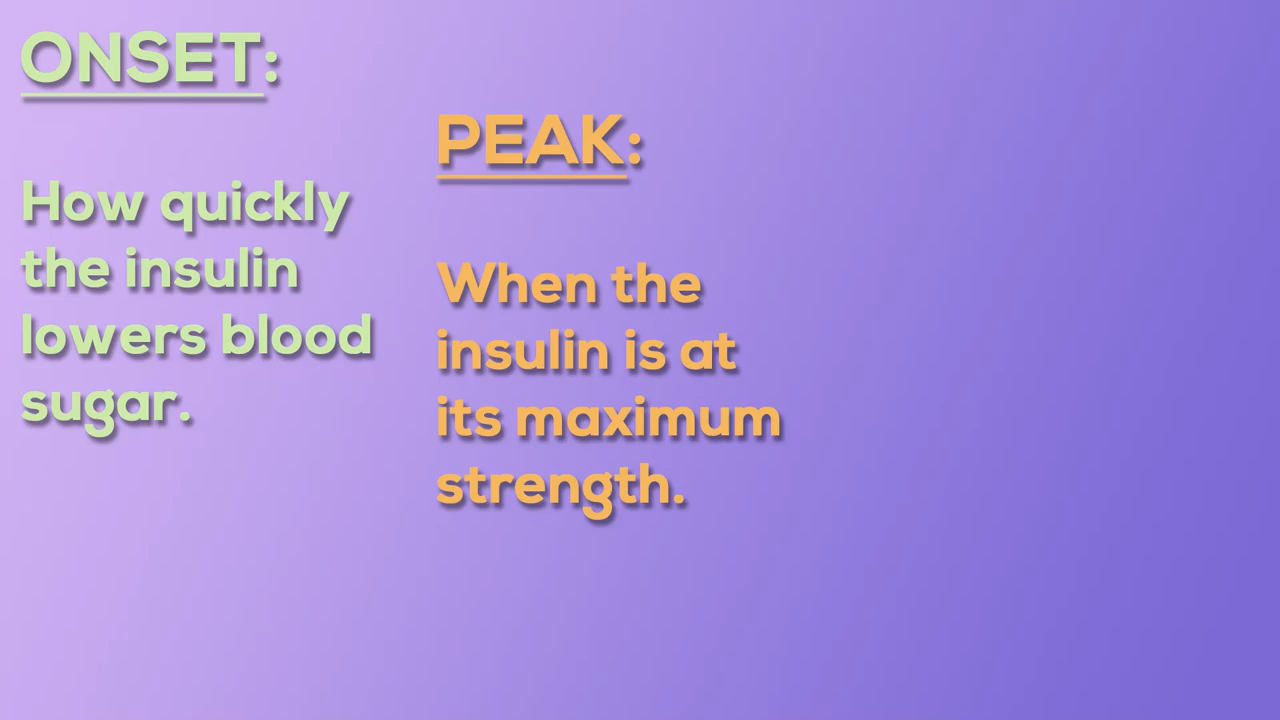 ONSET:
How quickly
the insulin
lowers blood
sugar.
PEAK:
When the
insulin is at
its maximum
strength.